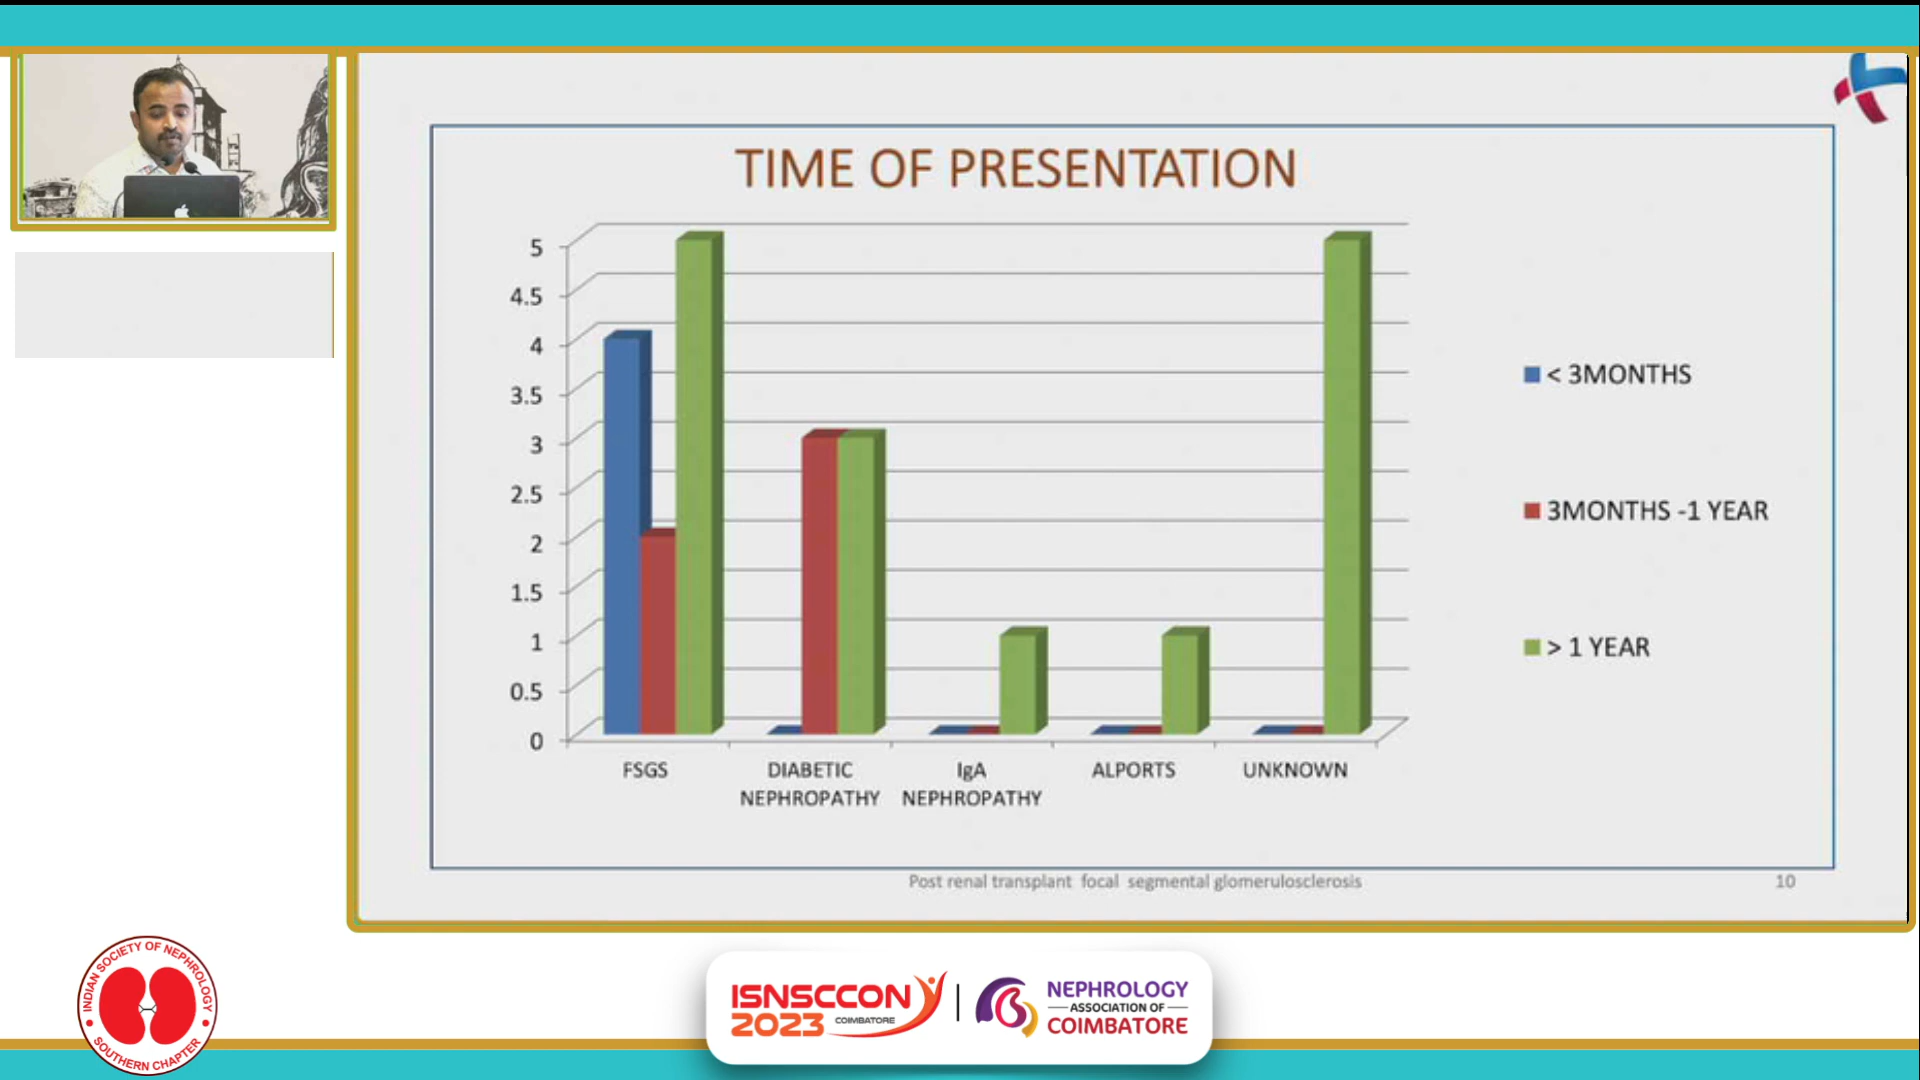 TIME OF PRESENTATION
5
4.5
4
3.5
3
2.5
2
1.5
1
0.5
0
FSGS
DIABETIC NEPHROPATHY
IgA NEPHROPATHY
ALPORTS
UNKNOWN
< 3MONTHS
3MONTHS -1 YEAR
> 1 YEAR
Post renal transplant focal segmental glomerulosclerosis
10
INDIAN SOCIETY OF NEPHROLOGY
SOUTHERN CHAPTER
ISNSCCON
2023 COIMBATORE
NEPHROLOGY
ASSOCIATION OF
COIMBATORE